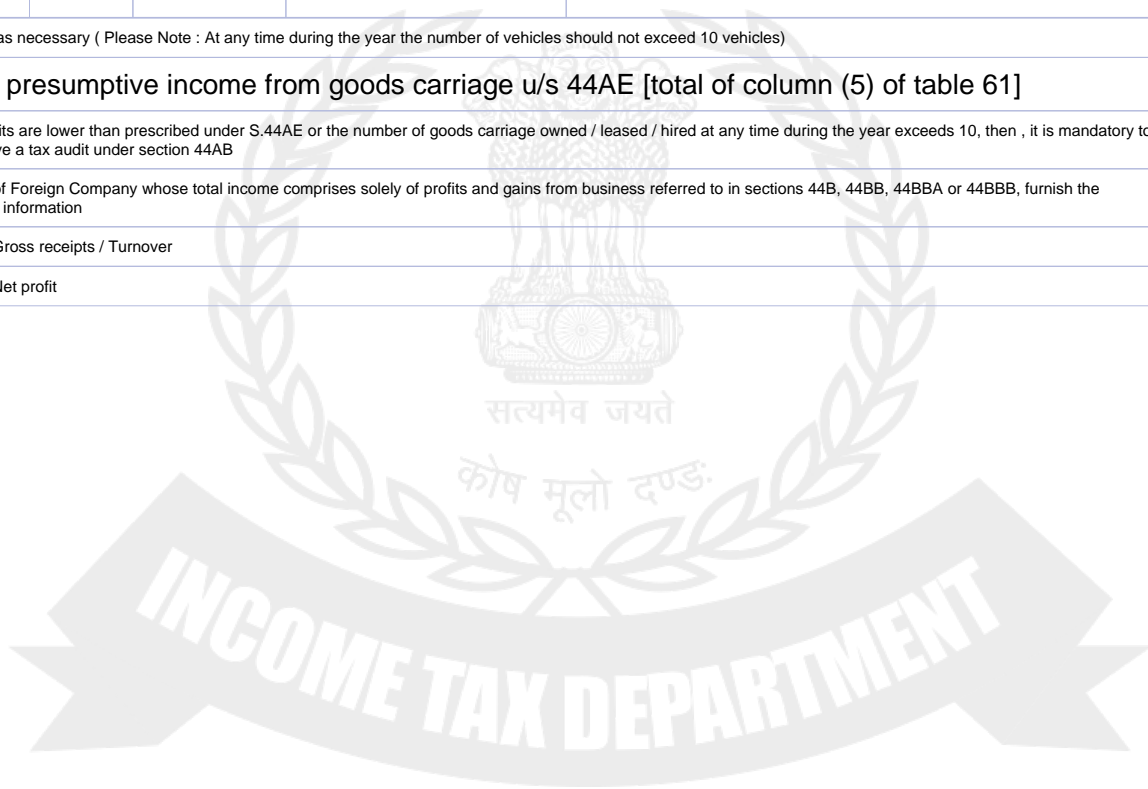 as necessary ( Please Note : At any time during the year the number of vehicles should not exceed 10 vehicles)
presumptive income from goods carriage u/s 44AE [total of column (5) of table 61]
its are lower than prescribed under S.44AE or the number of goods carriage owned / leased / hired at any time during the year exceeds 10, then , it is mandatory to
ve a tax audit under section 44AB
of Foreign Company whose total income comprises solely of profits and gains from business referred to in sections 44B, 44BB, 44BBA or 44BBB, furnish the
information
Gross receipts / Turnover
Net profit
सत्यमेव जयते
कोष मूलो दण्डः
INCOME TAX DEPARTMENT